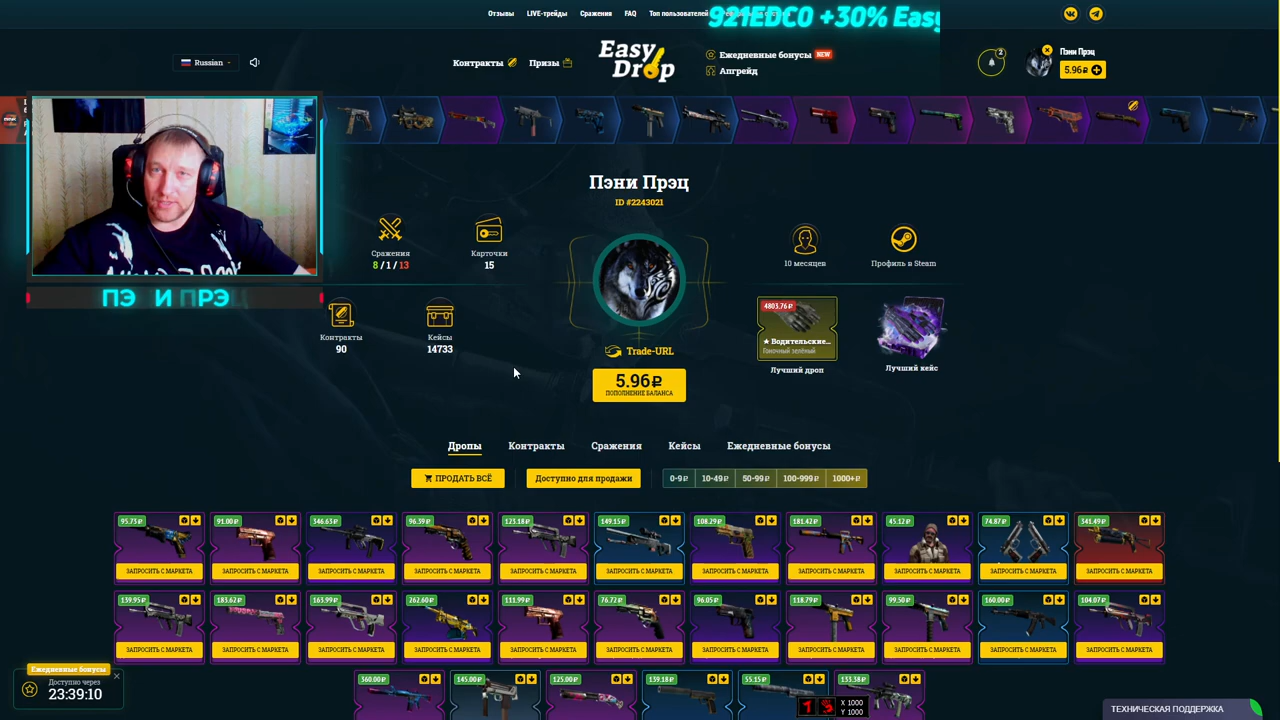 Отзывы LIVE-трейды Сражения FAQ Топ пользователей
921EDC0 +30% Easy
Russian
Контракты Призы
Easy Drop
Ежедневные бонусы NEW
Апгрейд
2
Пэни Прэц
5.96₽
Пэни Прэц
ID #2243021
Сражения
8 / 1 / 13
Карточки
15
10 месяцев
Профиль в Steam
ПЭ И ПРЭ
Контракты
90
Кейсы
14733
Trade-URL
5.96₽
ПОПОЛНЕНИЕ БАЛАНСА
4803.76₽
★ Водительские...
Гоночный зелёный
Лучший дроп
Лучший кейс
Дропы Контракты Сражения Кейсы Ежедневные бонусы
ПРОДАТЬ ВСЁ Доступно для продажи 0-9₽ 10-49₽ 50-99₽ 100-999₽ 1000+₽
95.73₽ 91.00₽ 346.63₽ 96.39₽ 123.18₽ 149.15₽ 108.29₽ 181.42₽ 45.12₽ 74.87₽ 341.49₽
ЗАПРОСИТЬ С МАРКЕТА ЗАПРОСИТЬ С МАРКЕТА ЗАПРОСИТЬ С МАРКЕТА ЗАПРОСИТЬ С МАРКЕТА ЗАПРОСИТЬ С МАРКЕТА ЗАПРОСИТЬ С МАРКЕТА ЗАПРОСИТЬ С МАРКЕТА ЗАПРОСИТЬ С МАРКЕТА ЗАПРОСИТЬ С МАРКЕТА ЗАПРОСИТЬ С МАРКЕТА ЗАПРОСИТЬ С МАРКЕТА
139.95₽ 183.62₽ 163.99₽ 262.60₽ 111.99₽ 76.72₽ 96.05₽ 118.79₽ 99.50₽ 160.00₽ 104.07₽
ЗАПРОСИТЬ С МАРКЕТА ЗАПРОСИТЬ С МАРКЕТА ЗАПРОСИТЬ С МАРКЕТА ЗАПРОСИТЬ С МАРКЕТА ЗАПРОСИТЬ С МАРКЕТА ЗАПРОСИТЬ С МАРКЕТА ЗАПРОСИТЬ С МАРКЕТА ЗАПРОСИТЬ С МАРКЕТА ЗАПРОСИТЬ С МАРКЕТА ЗАПРОСИТЬ С МАРКЕТА ЗАПРОСИТЬ С МАРКЕТА
360.00₽ 145.00₽ 125.00₽ 139.18₽ 55.15₽ 133.38₽
Ежедневные бонусы
Доступно через
23:39:10
X 1000
Y 1000
ТЕХНИЧЕСКАЯ ПОДДЕРЖКА